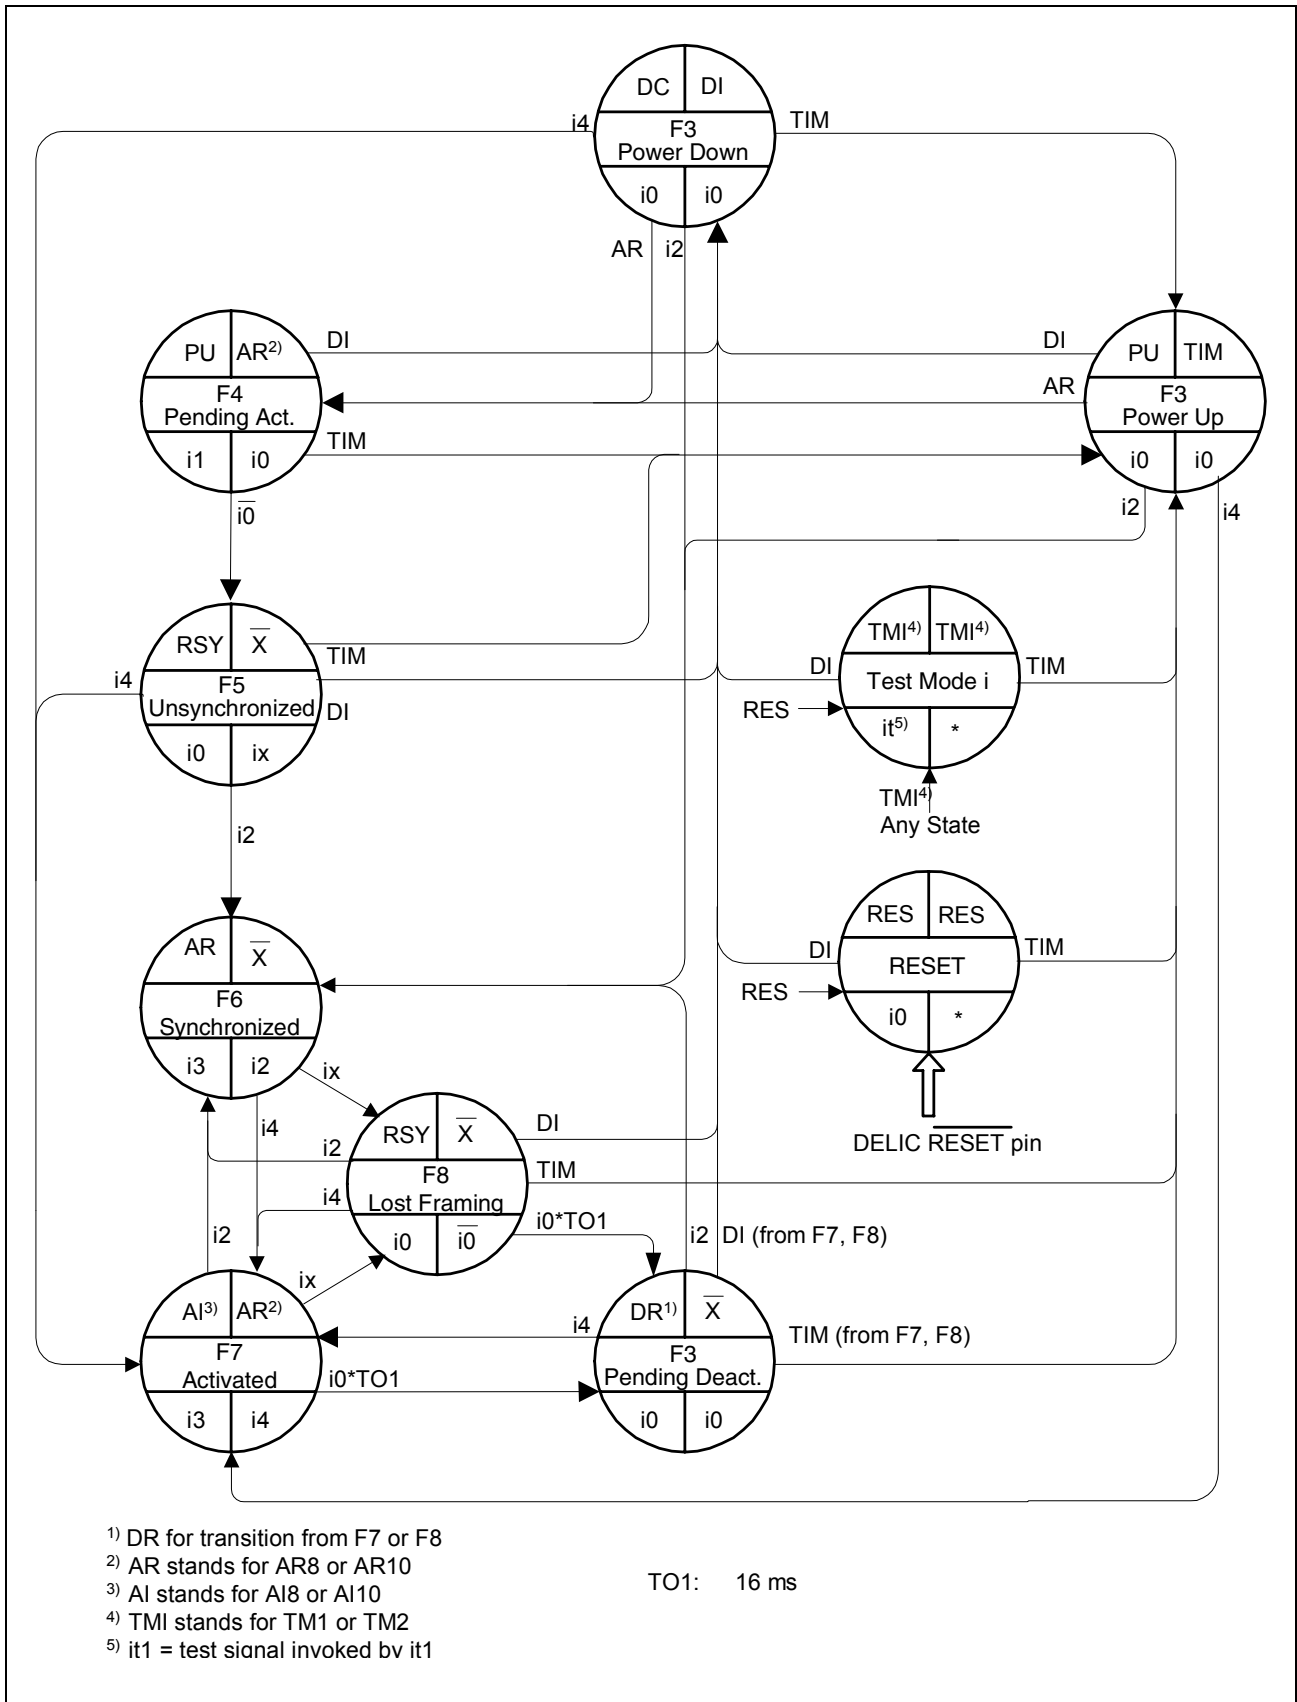 DC DI
i4 F3 TIM
Power Down
i0 i0
AR i2
PU AR2) DI
F4
Pending Act.
TIM
i1 i0
i0
DI PU TIM
AR F3
Power Up
i0 i0
i2 i4
RSY X
TIM
i4 F5
Unsynchronized
DI
i0 ix
i2
TMI4) TMI4)
DI Test Mode i TIM
RES
it5) *
TMI4)
Any State
RES RES
DI RESET TIM
RES
i0 *
DELIC RESET pin
AR X
F6
Synchronized
i3 i2
ix
i4
i2
RSY X DI
i2 F8 TIM
i4 Lost Framing
i0 i0 i0*TO1
ix
i2 DI (from F7, F8)
AI3) AR2)
F7
Activated
i0*TO1
i3 i4
DR1) X
i4 TIM (from F7, F8)
F3
Pending Deact.
i0 i0
1) DR for transition from F7 or F8
2) AR stands for AR8 or AR10
3) AI stands for AI8 or AI10
4) TMI stands for TM1 or TM2
5) it1 = test signal invoked by it1
TO1: 16 ms